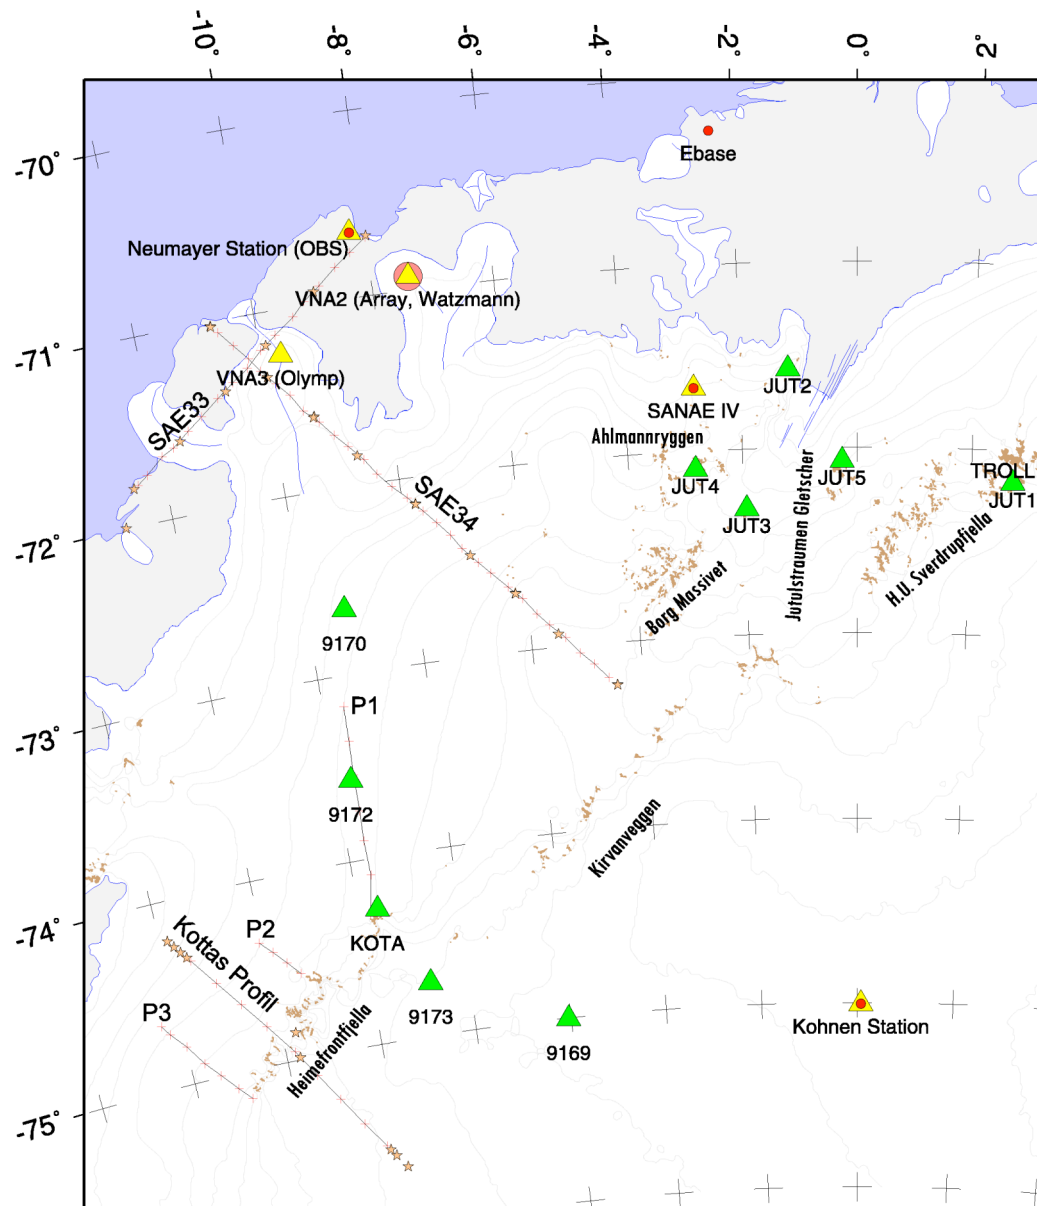 -10°
-8°
-6°
-4°
-2°
0°
2°
-70°
Ebase
Neumayer Station (OBS)
VNA2 (Array, Watzmann)
-71°
VNA3 (Olymp)
JUT2
SANAE IV
SAE33
Ahlmannryggen
TROLL
JUT5
JUT4
JUT1
SAE34
JUT3
Jutulstraumen Gletscher
H.U. Sverdrupfjella
-72°
Borg Massivet
9170
P1
-73°
9172
Kirvanveggen
-74°
P2
KOTA
Kottas Profil
P3
9173
Kohnen Station
Heimefrontfjella
9169
-75°